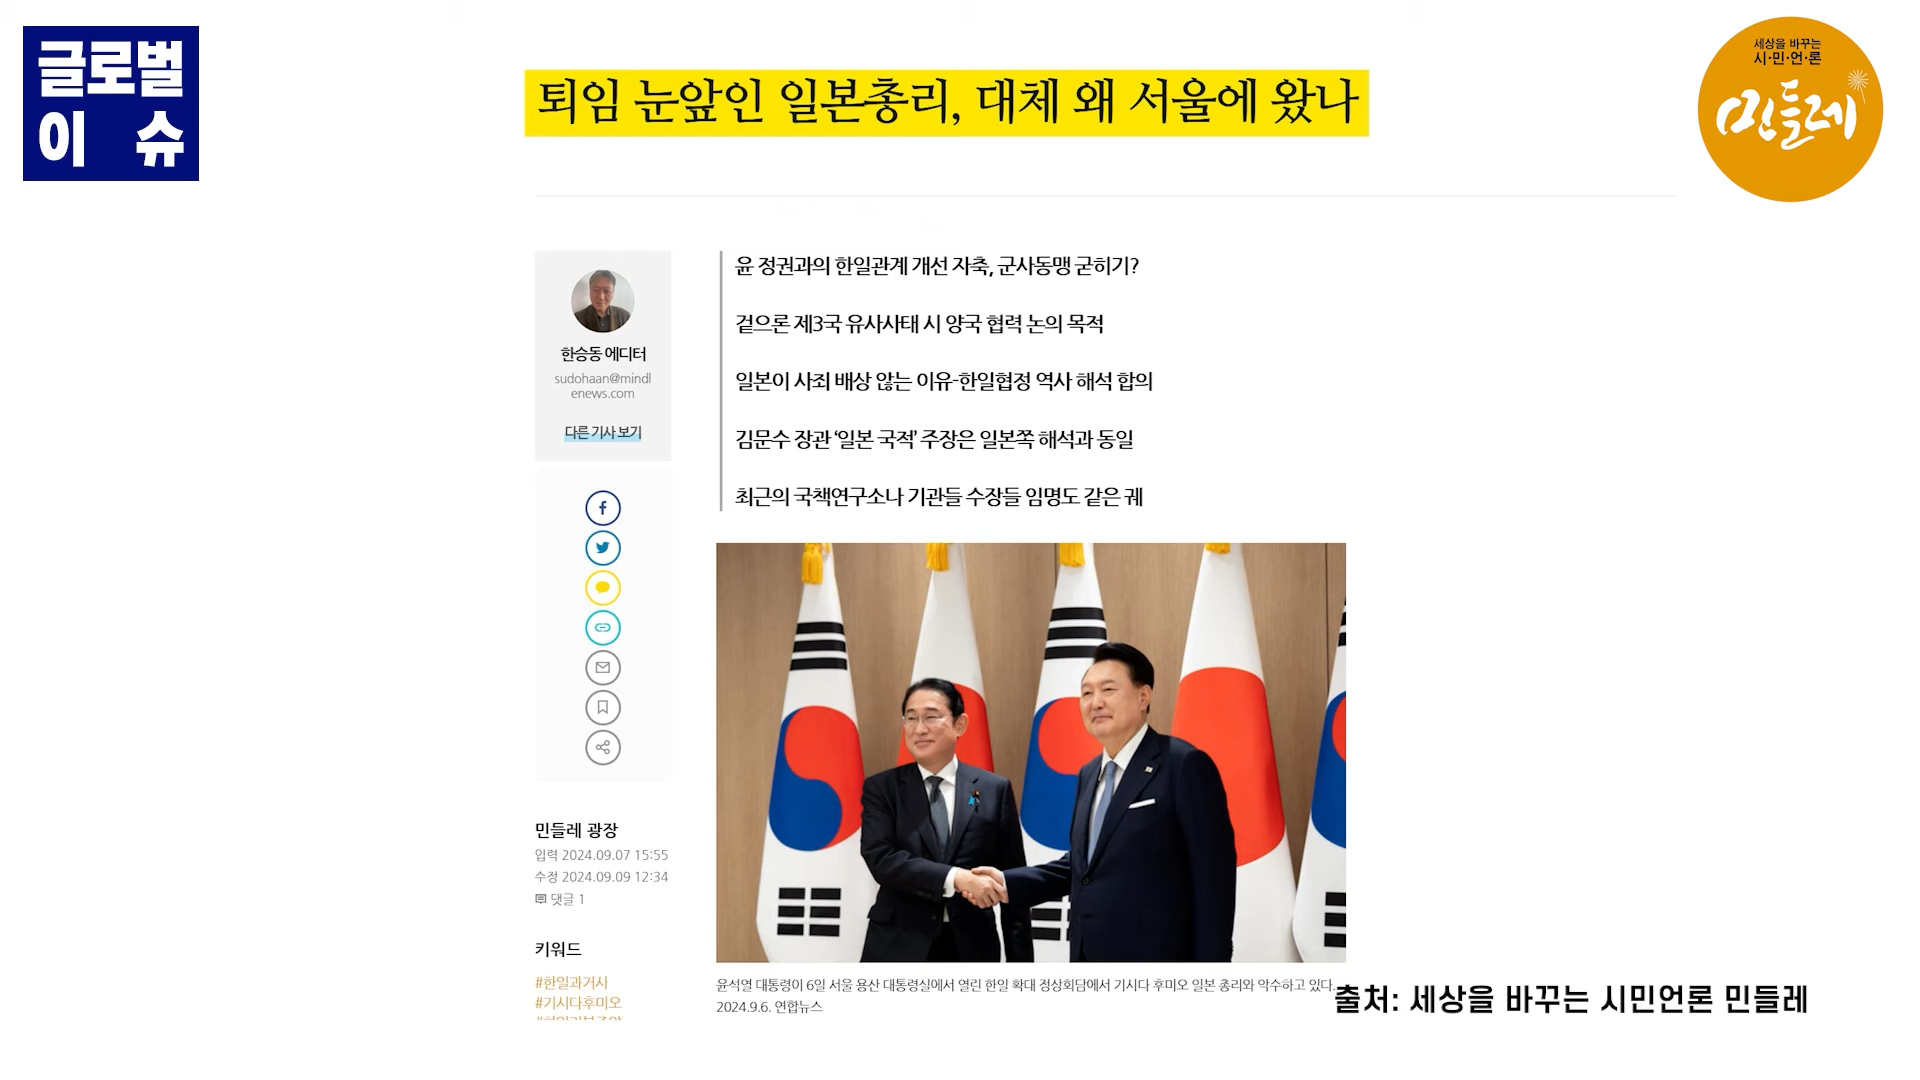 글로벌
이 슈
퇴임 눈앞인 일본총리, 대체 왜 서울에 왔나
세상을 바꾸는
시·민·언·론
민들레
한승동 에디터
sudohaan@mindl
enews.com
다른 기사 보기
윤 정권과의 한일관계 개선 자축, 군사동맹 굳히기?
겉으론 제3국 유사사태 시 양국 협력 논의 목적
일본이 사죄 배상 않는 이유-한일협정 역사 해석 합의
김문수 장관 ‘일본 국적’ 주장은 일본쪽 해석과 동일
최근의 국책연구소나 기관들 수장들 임명도 같은 궤
민들레 광장
입력 2024.09.07 15:55
수정 2024.09.09 12:34
댓글 1
키워드
#한일과거사
#기시다후미오
윤석열 대통령이 6일 서울 용산 대통령실에서 열린 한일 확대 정상회담에서 기시다 후미오 일본 총리와 악수하고 있다.
2024.9.6. 연합뉴스
출처: 세상을 바꾸는 시민언론 민들레